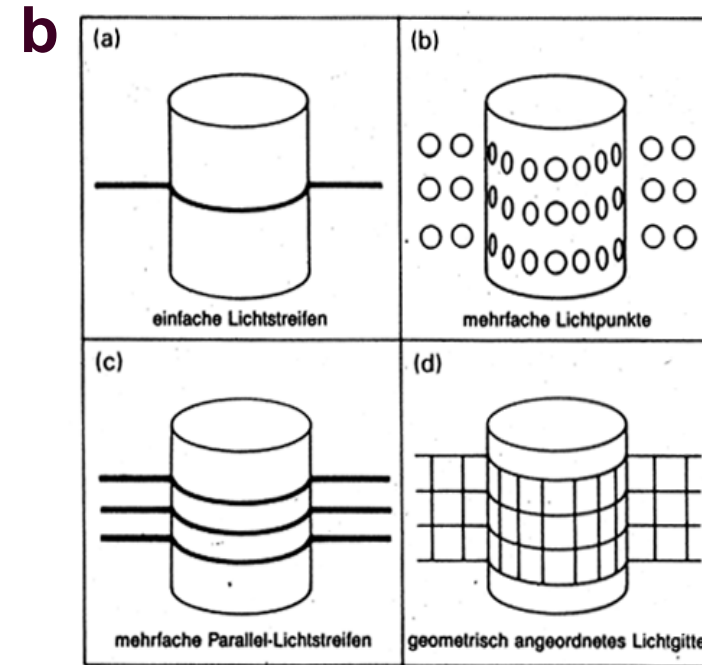 b
(a)
(b)
einfache Lichtstreifen
mehrfache Lichtpunkte
(c)
(d)
mehrfache Parallel-Lichtstreifen
geometrisch angeordnetes Lichtgitte